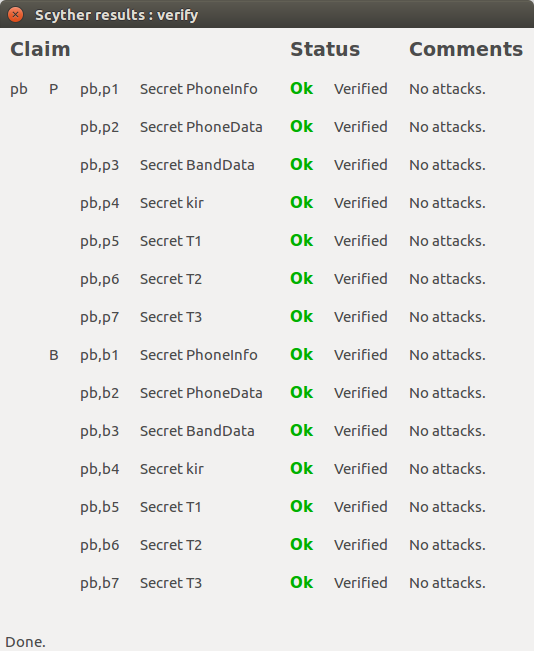 Scyther results : verify
Claim Status Comments
pb P pb,p1 Secret PhoneInfo Ok Verified No attacks.
pb,p2 Secret PhoneData Ok Verified No attacks.
pb,p3 Secret BandData Ok Verified No attacks.
pb,p4 Secret kir Ok Verified No attacks.
pb,p5 Secret T1 Ok Verified No attacks.
pb,p6 Secret T2 Ok Verified No attacks.
pb,p7 Secret T3 Ok Verified No attacks.
B pb,b1 Secret PhoneInfo Ok Verified No attacks.
pb,b2 Secret PhoneData Ok Verified No attacks.
pb,b3 Secret BandData Ok Verified No attacks.
pb,b4 Secret kir Ok Verified No attacks.
pb,b5 Secret T1 Ok Verified No attacks.
pb,b6 Secret T2 Ok Verified No attacks.
pb,b7 Secret T3 Ok Verified No attacks.
Done.